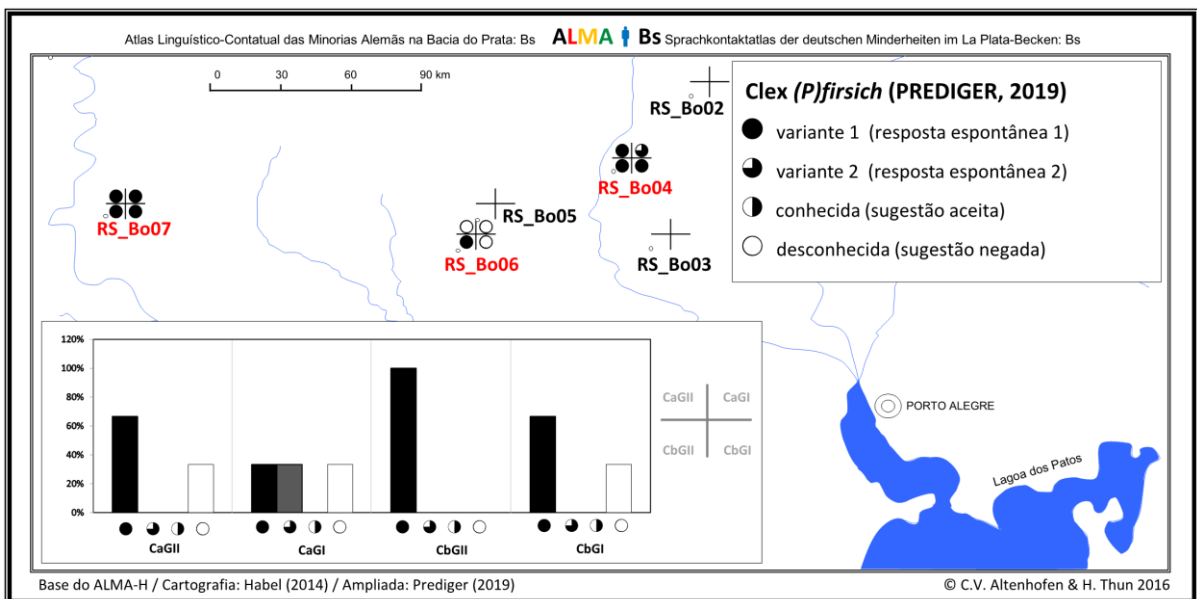 Atlas Linguístico-Contatual das Minorias Alemãs na Bacia do Prata: Bs ALMA Bs Sprachkontaktatlas der deutschen Minderheiten im La Plata-Becken: Bs
0 30 60 90 km
RS_Bo02
RS_Bo04
RS_Bo07
RS_Bo05
RS_Bo06
RS_Bo03
Clex (P)firsich (PREDIGER, 2019)
variante 1 (resposta espontânea 1)
variante 2 (resposta espontânea 2)
conhecida (sugestão aceita)
desconhecida (sugestão negada)
120%
100%
80%
60%
40%
20%
0%
CaGII CaGI CbGII CbGI
CaGII CaGI
CbGII CbGI
PORTO ALEGRE
Lagoa dos Patos
Base do ALMA-H / Cartografia: Habel (2014) / Ampliada: Prediger (2019) © C.V. Altenhofen & H. Thun 2016